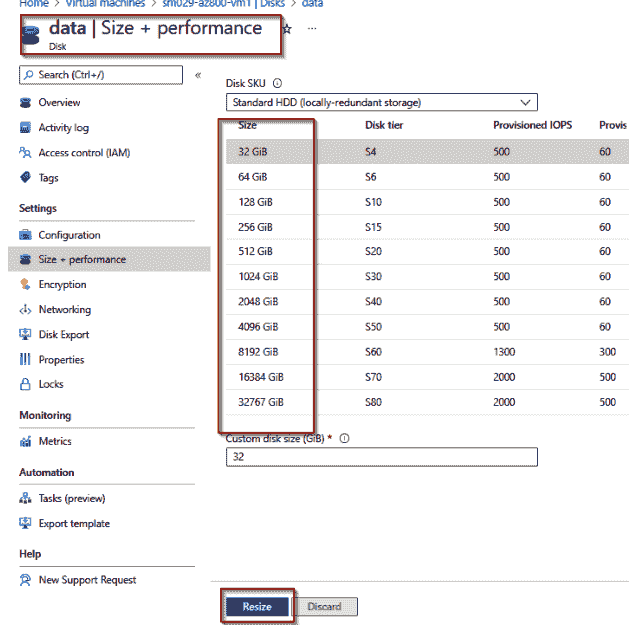 Home > Virtual machines > sm029-az800-vm1 | Disks > data
data | Size + performance ☆ ...
Disk
Search (Ctrl+/) «
Overview
Activity log
Access control (IAM)
Tags
Settings
Configuration
Size + performance
Encryption
Networking
Disk Export
Properties
Locks
Monitoring
Metrics
Automation
Tasks (preview)
Export template
Help
New Support Request
Disk SKU
Standard HDD (locally-redundant storage)
Size Disk tier Provisioned IOPS Provis
32 GiB S4 500 60
64 GiB S6 500 60
128 GiB S10 500 60
256 GiB S15 500 60
512 GiB S20 500 60
1024 GiB S30 500 60
2048 GiB S40 500 60
4096 GiB S50 500 60
8192 GiB S60 1300 300
16384 GiB S70 2000 500
32767 GiB S80 2000 500
Custom disk size (GiB) *
32
Resize Discard